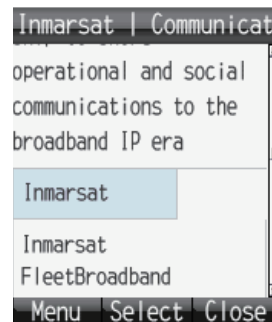 Inmarsat | Communicat
operational and social
communications to the
broadband IP era
Inmarsat
Inmarsat
FleetBroadband
Menu Select Close